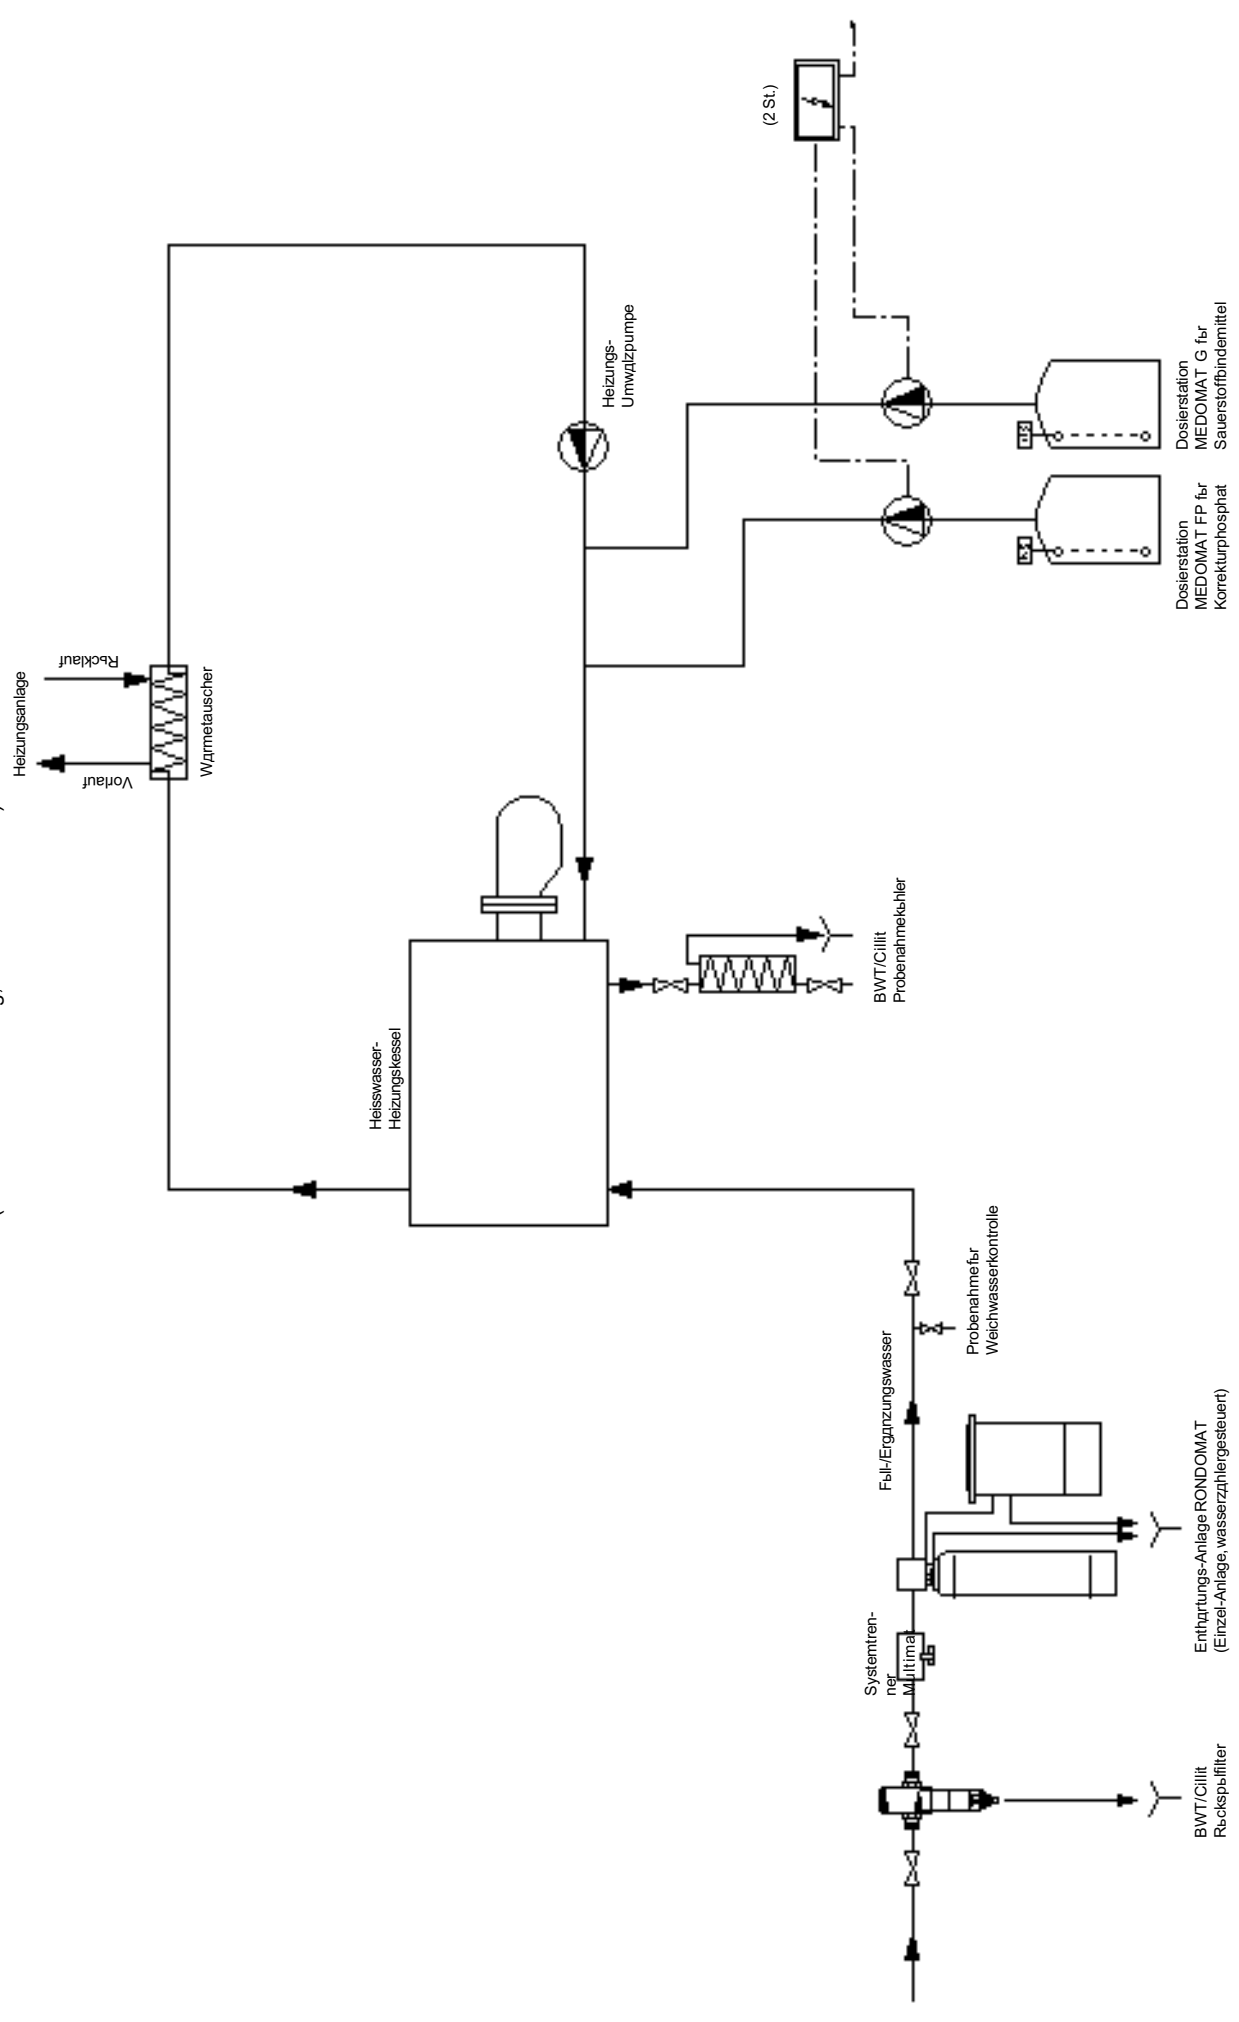 Heizungsanlage
Vorlauf
Rьcklauf
Wдrmetauscher
(2 St.)
Heisswasser-
Heizungskessel
Heizungs-
Umwдlzpumpe
BWT/Cillit
Probenahmekьhler
Systemtren-
ner
Multimat
Fьll-/Ergдnzungswasser
Probenahmefьr
Weichwasserkontrolle
BWT/Cillit
Rьckspьlfilter
Enthдrtungs-Anlage RONDOMAT
(Einzel-Anlage, wasserzдhlergesteuert)
Dosierstation
MEDOMAT FP fьr
Korrekturphosphat
Dosierstation
MEDOMAT G fьr
Sauerstoffbindemittel